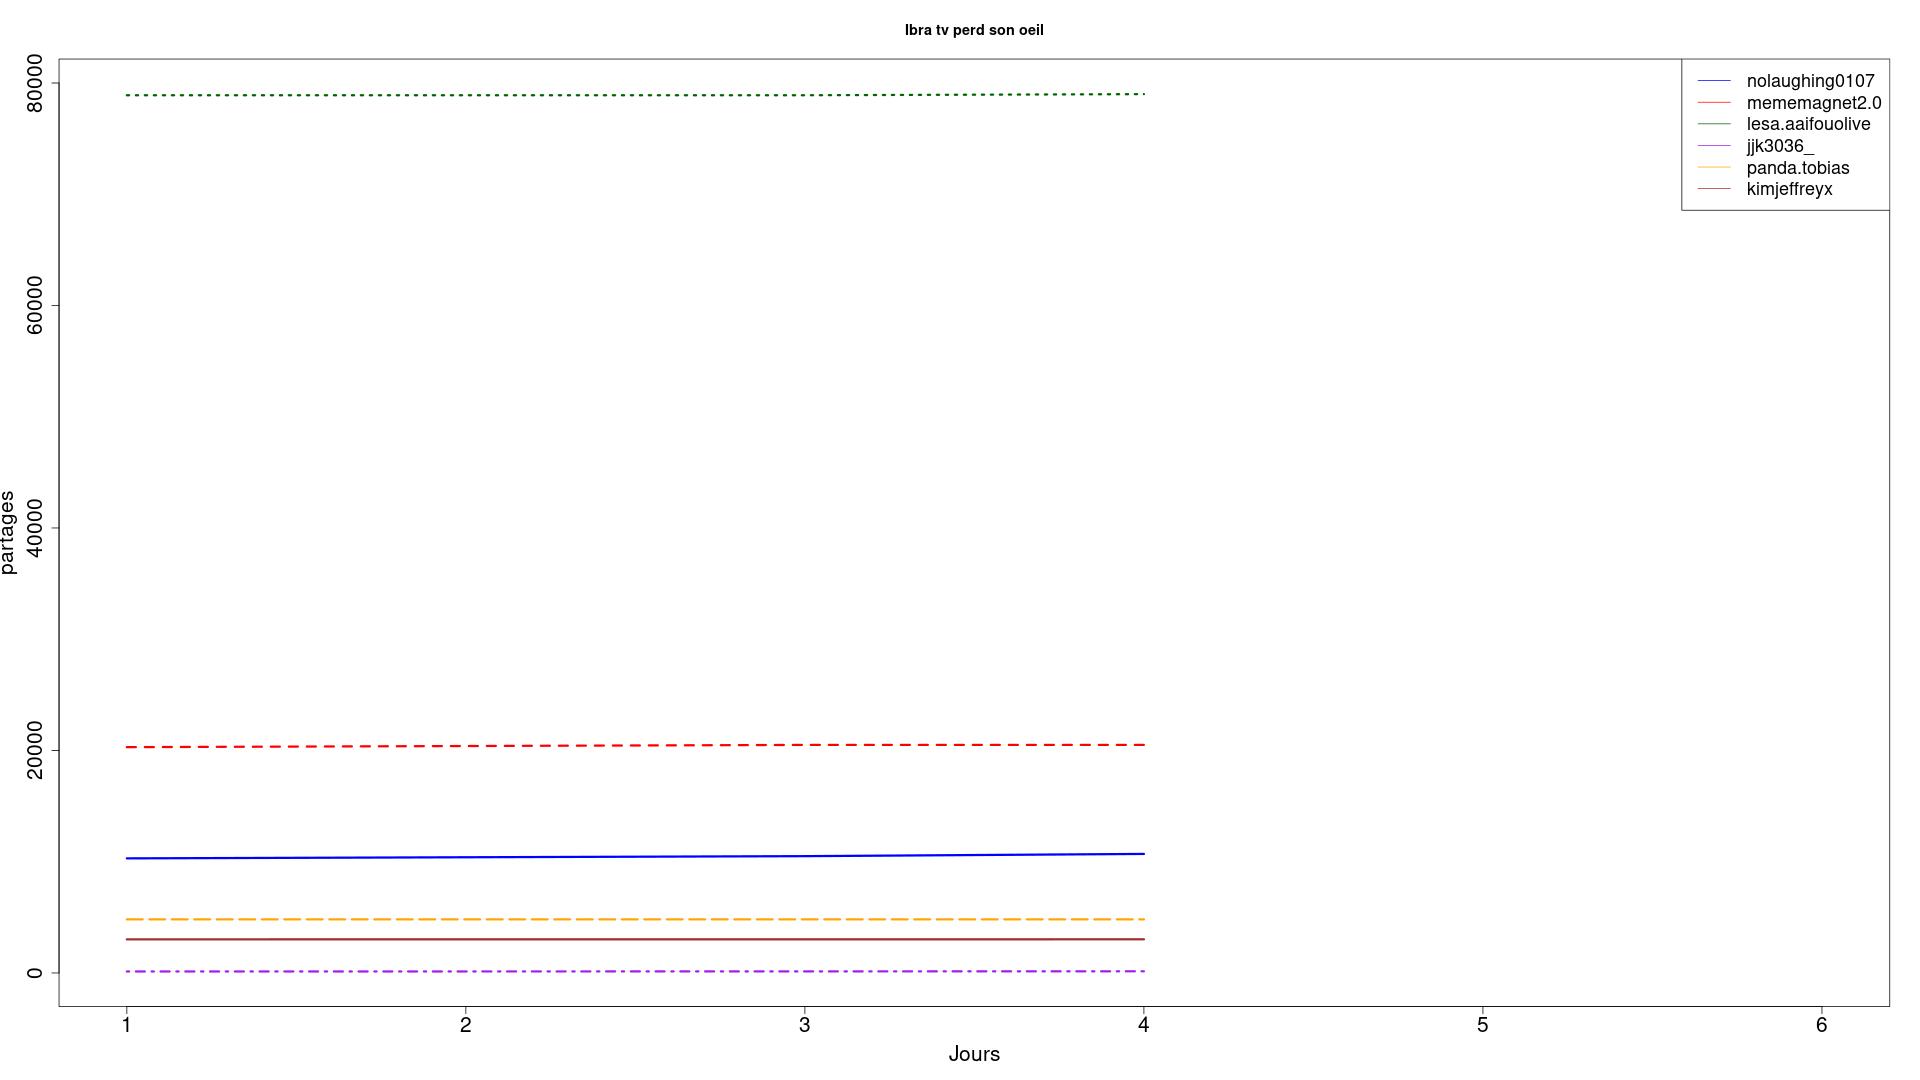 Ibra tv perd son oeil
nolaughing0107
mememagnet2.0
lesa.aaifouolive
jjk3036_
panda.tobias
kimjeffreyx
80000
60000
40000
20000
0
partages
1 2 3 4 5 6
Jours